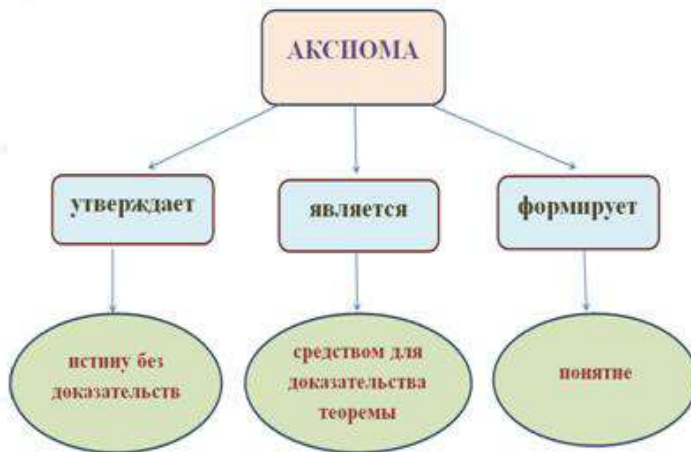 АКСИОМА
утверждает
является
формирует
истину без
доказательств
средством для
доказательства
теоремы
понятие